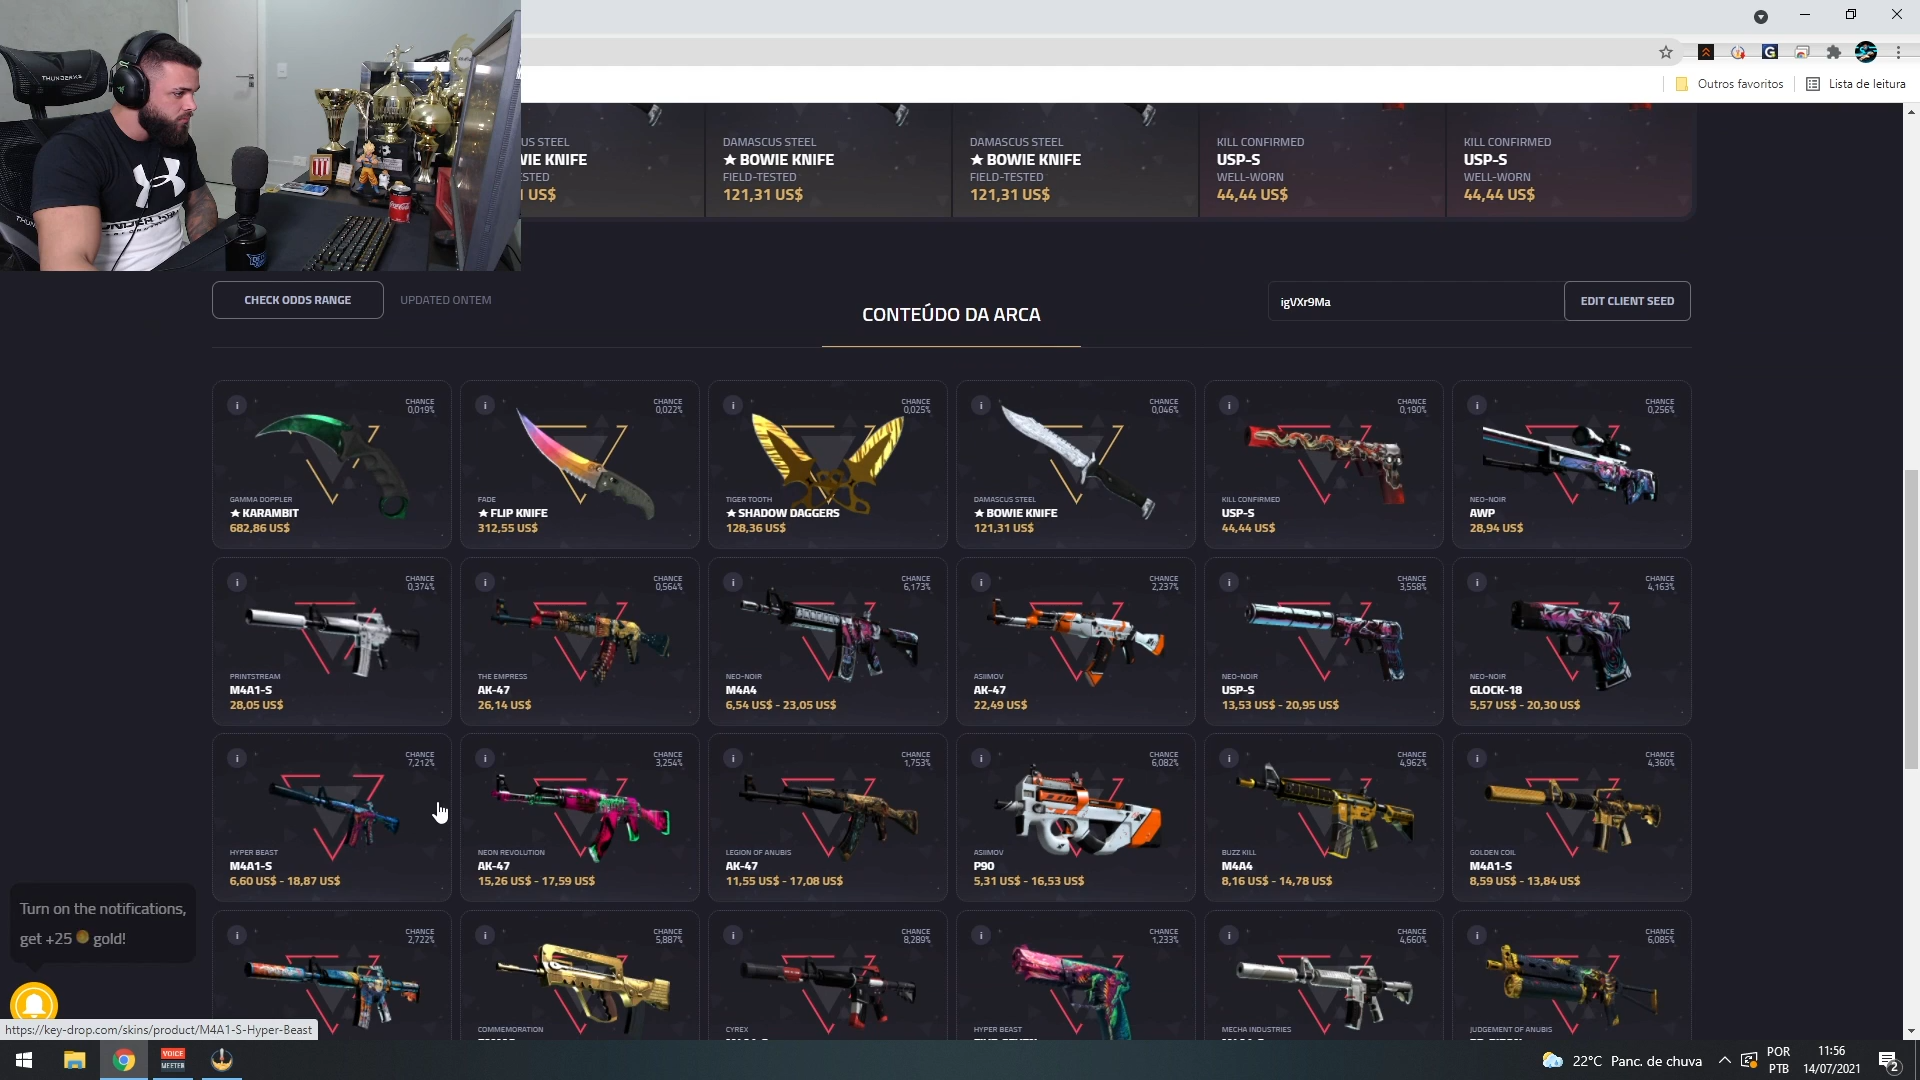 Outros favoritos
Lista de leitura
THUNDERX3
DAMASCUS STEEL
★ BOWIE KNIFE
FIELD-TESTED
121,31 US$
DAMASCUS STEEL
★ BOWIE KNIFE
FIELD-TESTED
121,31 US$
KILL CONFIRMED
USP-S
WELL-WORN
44,44 US$
KILL CONFIRMED
USP-S
WELL-WORN
44,44 US$
CHECK ODDS RANGE
UPDATED ONTEM
CONTEÚDO DA ARCA
igVXr9Ma
EDIT CLIENT SEED
CHANCE
0,019%
GAMMA DOPPLER
★ KARAMBIT
682,86 US$
CHANCE
0,022%
FADE
★ FLIP KNIFE
312,55 US$
CHANCE
0,025%
TIGER TOOTH
★ SHADOW DAGGERS
128,36 US$
CHANCE
0,046%
DAMASCUS STEEL
★ BOWIE KNIFE
121,31 US$
CHANCE
0,190%
KILL CONFIRMED
USP-S
44,44 US$
CHANCE
0,256%
NEO-NOIR
AWP
28,94 US$
CHANCE
0,374%
PRINTSTREAM
M4A1-S
28,05 US$
CHANCE
0,564%
THE EMPRESS
AK-47
26,14 US$
CHANCE
6,173%
NEO-NOIR
M4A4
6,54 US$ - 23,05 US$
CHANCE
2,237%
ASIIMOV
AK-47
22,49 US$
CHANCE
3,558%
NEO-NOIR
USP-S
13,53 US$ - 20,95 US$
CHANCE
4,163%
NEO-NOIR
GLOCK-18
5,57 US$ - 20,30 US$
CHANCE
7,212%
HYPER BEAST
M4A1-S
6,60 US$ - 18,87 US$
CHANCE
3,254%
NEON REVOLUTION
AK-47
15,26 US$ - 17,59 US$
CHANCE
1,753%
LEGION OF ANUBIS
AK-47
11,55 US$ - 17,08 US$
CHANCE
6,082%
ASIIMOV
P90
5,31 US$ - 16,53 US$
CHANCE
4,962%
BUZZ KILL
M4A4
8,16 US$ - 14,78 US$
CHANCE
4,360%
GOLDEN COIL
M4A1-S
8,59 US$ - 13,84 US$
CHANCE
2,722%
CHANCE
5,887%
COMMEMORATION
CHANCE
8,289%
CYREX
CHANCE
1,233%
HYPER BEAST
CHANCE
4,660%
MECHA INDUSTRIES
CHANCE
6,085%
JUDGEMENT OF ANUBIS
Turn on the notifications,
get +25 gold!
https://key-drop.com/skins/product/M4A1-S-Hyper-Beast
VOICE
MEETER
22°C Panc. de chuva
POR
PTB
11:56
14/07/2021
2